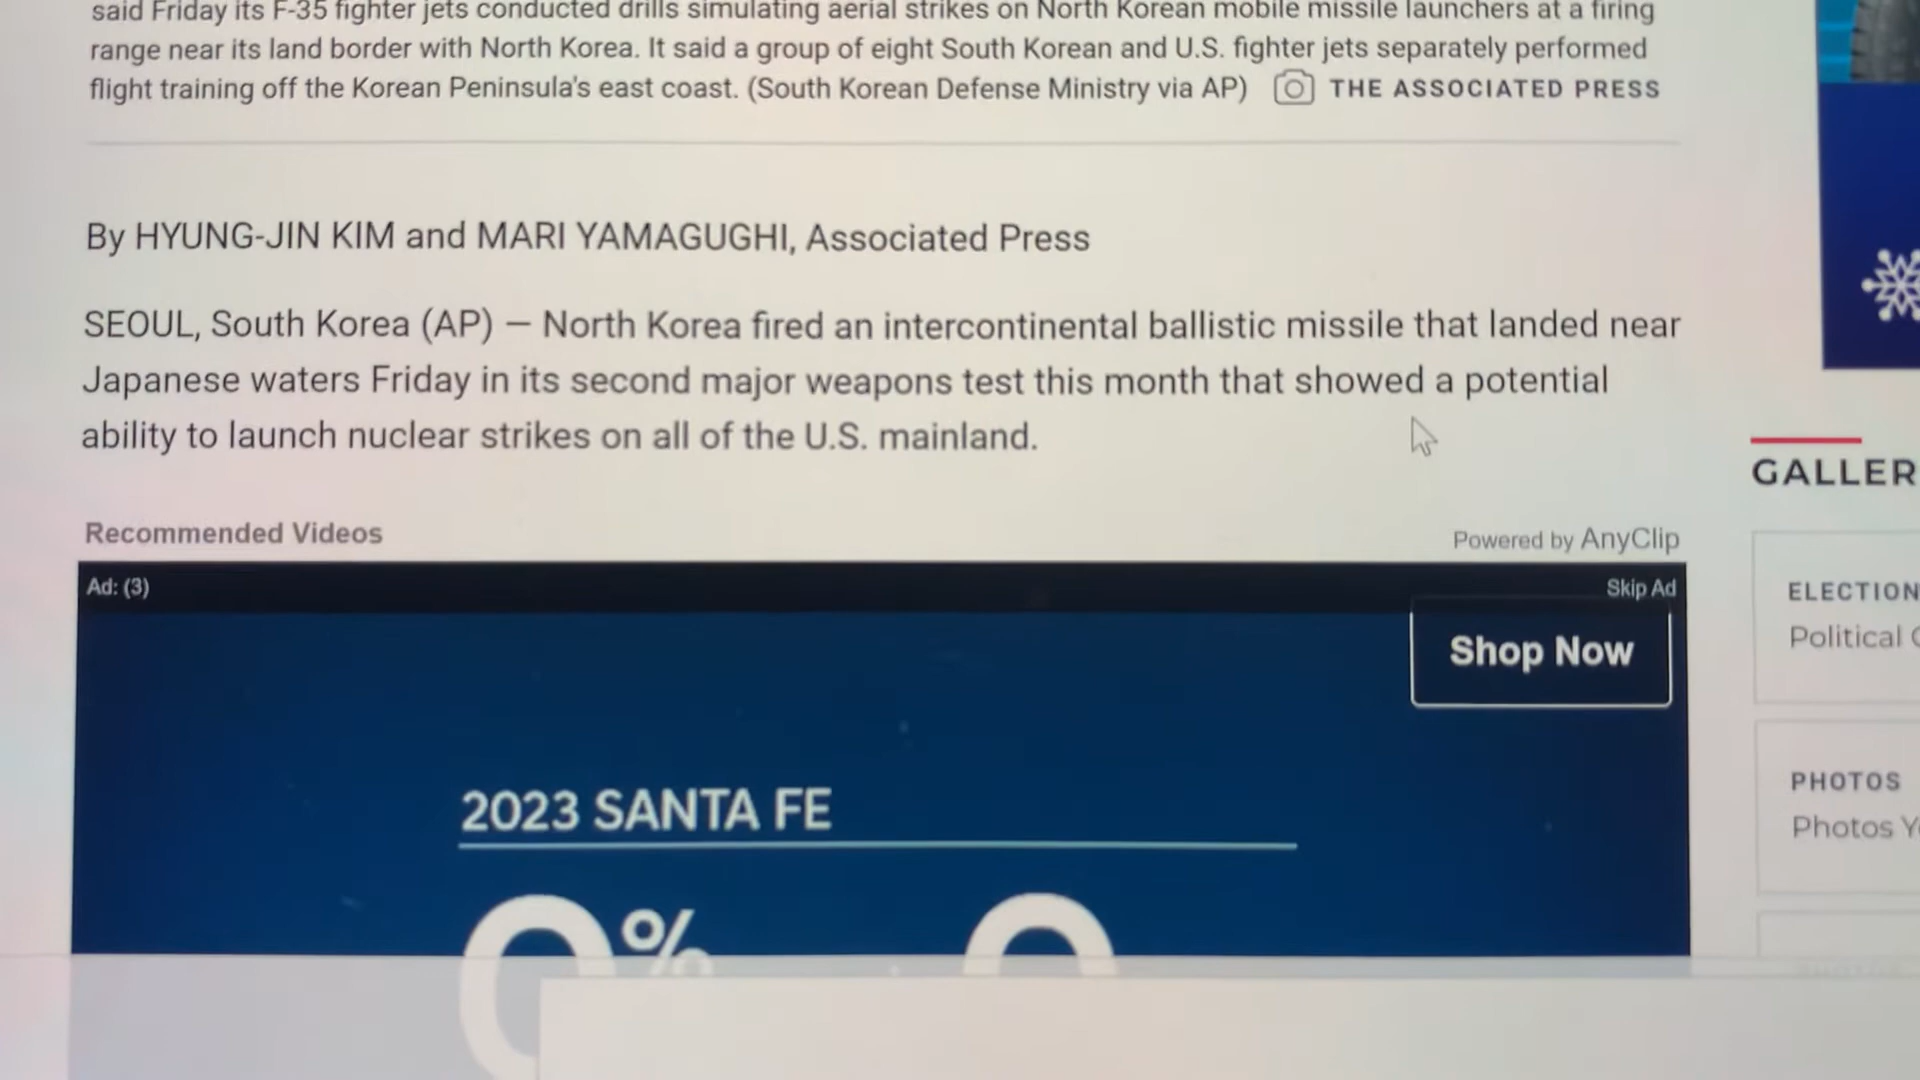 said Friday its F-35 fighter jets conducted drills simulating aerial strikes on North Korean mobile missile launchers at a firing
range near its land border with North Korea. It said a group of eight South Korean and U.S. fighter jets separately performed
flight training off the Korean Peninsula's east coast. (South Korean Defense Ministry via AP) THE ASSOCIATED PRESS
By HYUNG-JIN KIM and MARI YAMAGUGHI, Associated Press
SEOUL, South Korea (AP) — North Korea fired an intercontinental ballistic missile that landed near
Japanese waters Friday in its second major weapons test this month that showed a potential
ability to launch nuclear strikes on all of the U.S. mainland.
Recommended Videos
Powered by AnyClip
Ad: (3)
Skip Ad
Shop Now
2023 SANTA FE
0%
GALLER
ELECTION
Political
PHOTOS
Photos